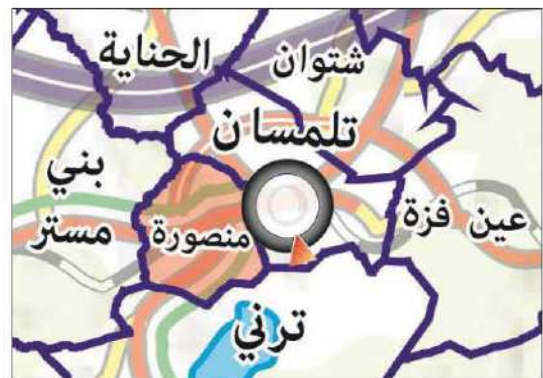 الحناية
شتوان
تلمسان
بني
مستر
منصورة
عين فزة
ترني